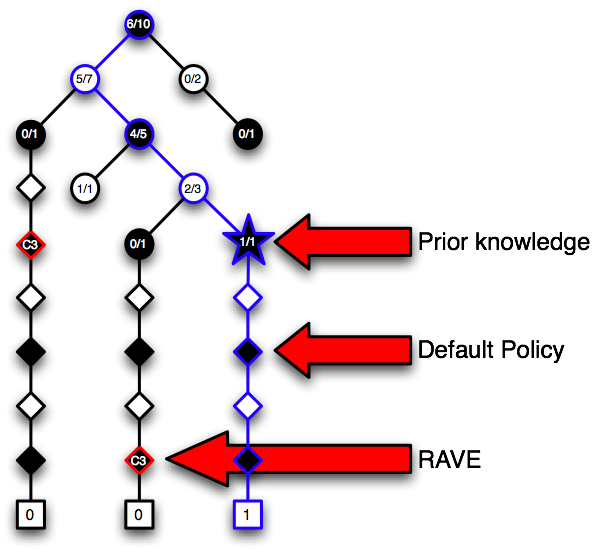 6/10
5/7
0/2
0/1
4/5
0/1
1/1
2/3
C3
0/1
1/1
Prior knowledge
Default Policy
C3
RAVE
0
0
1